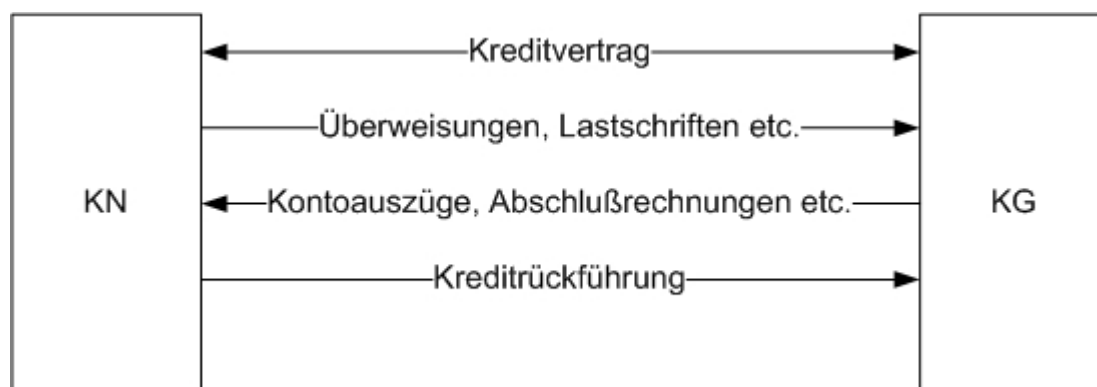 Kreditvertrag
Überweisungen, Lastschriften etc.
KN
Kontoauszüge, Abschlußrechnungen etc.
KG
Kreditrückführung